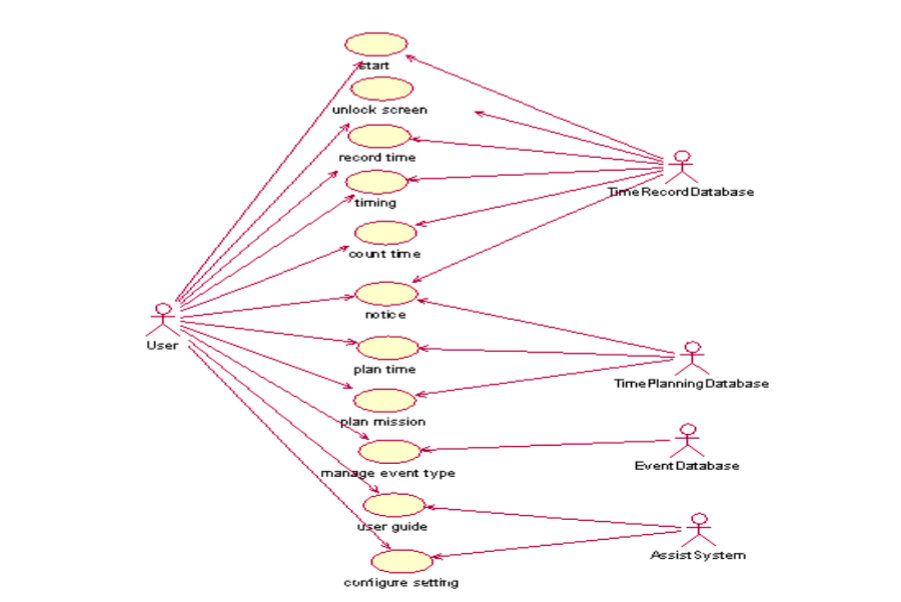 start
unlock screen
record time
TimeRecordDatabase
timing
count time
notice
User
plan time
TimePlanningDatabase
plan mission
EventDatabase
manage event type
user guide
AssistSystem
configure setting